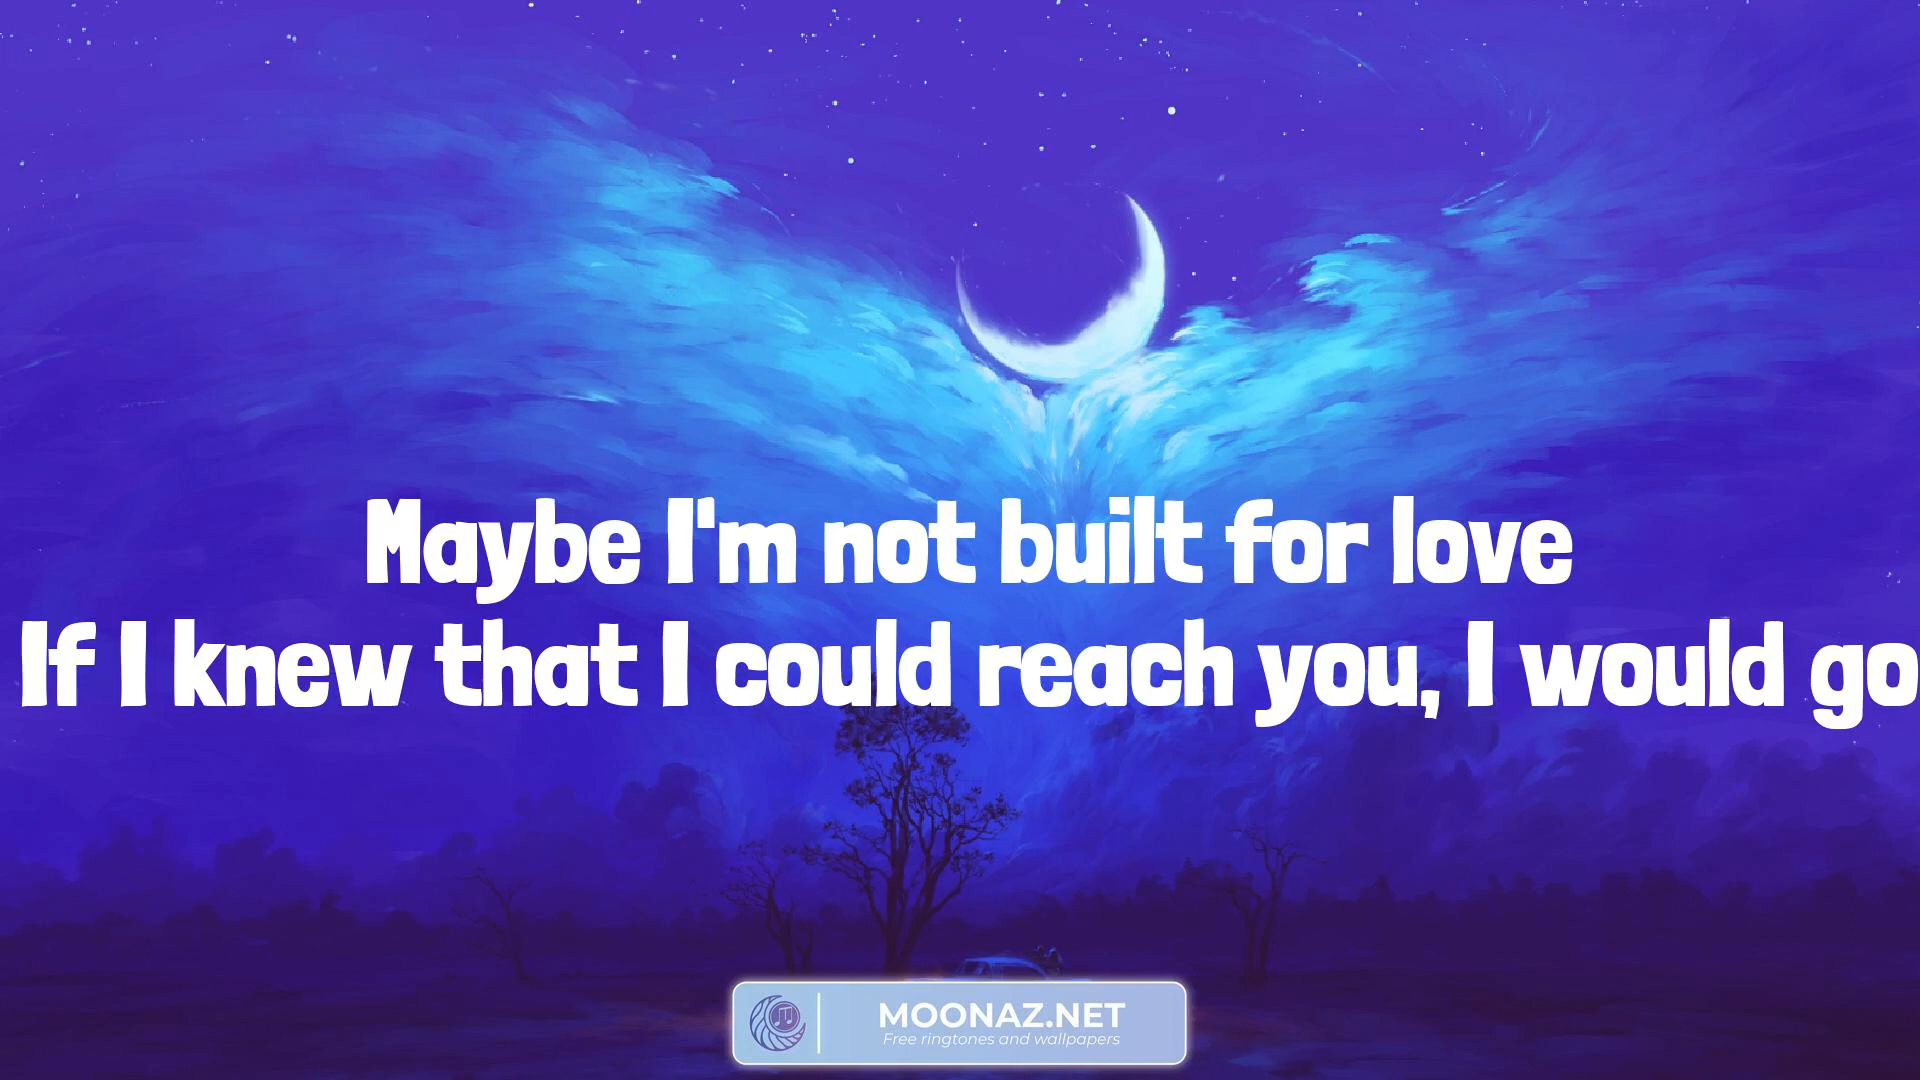 Maybe I'm not built for love
If I knew that I could reach you, I would go
MOONAZ.NET
Free ringtones and wallpapers